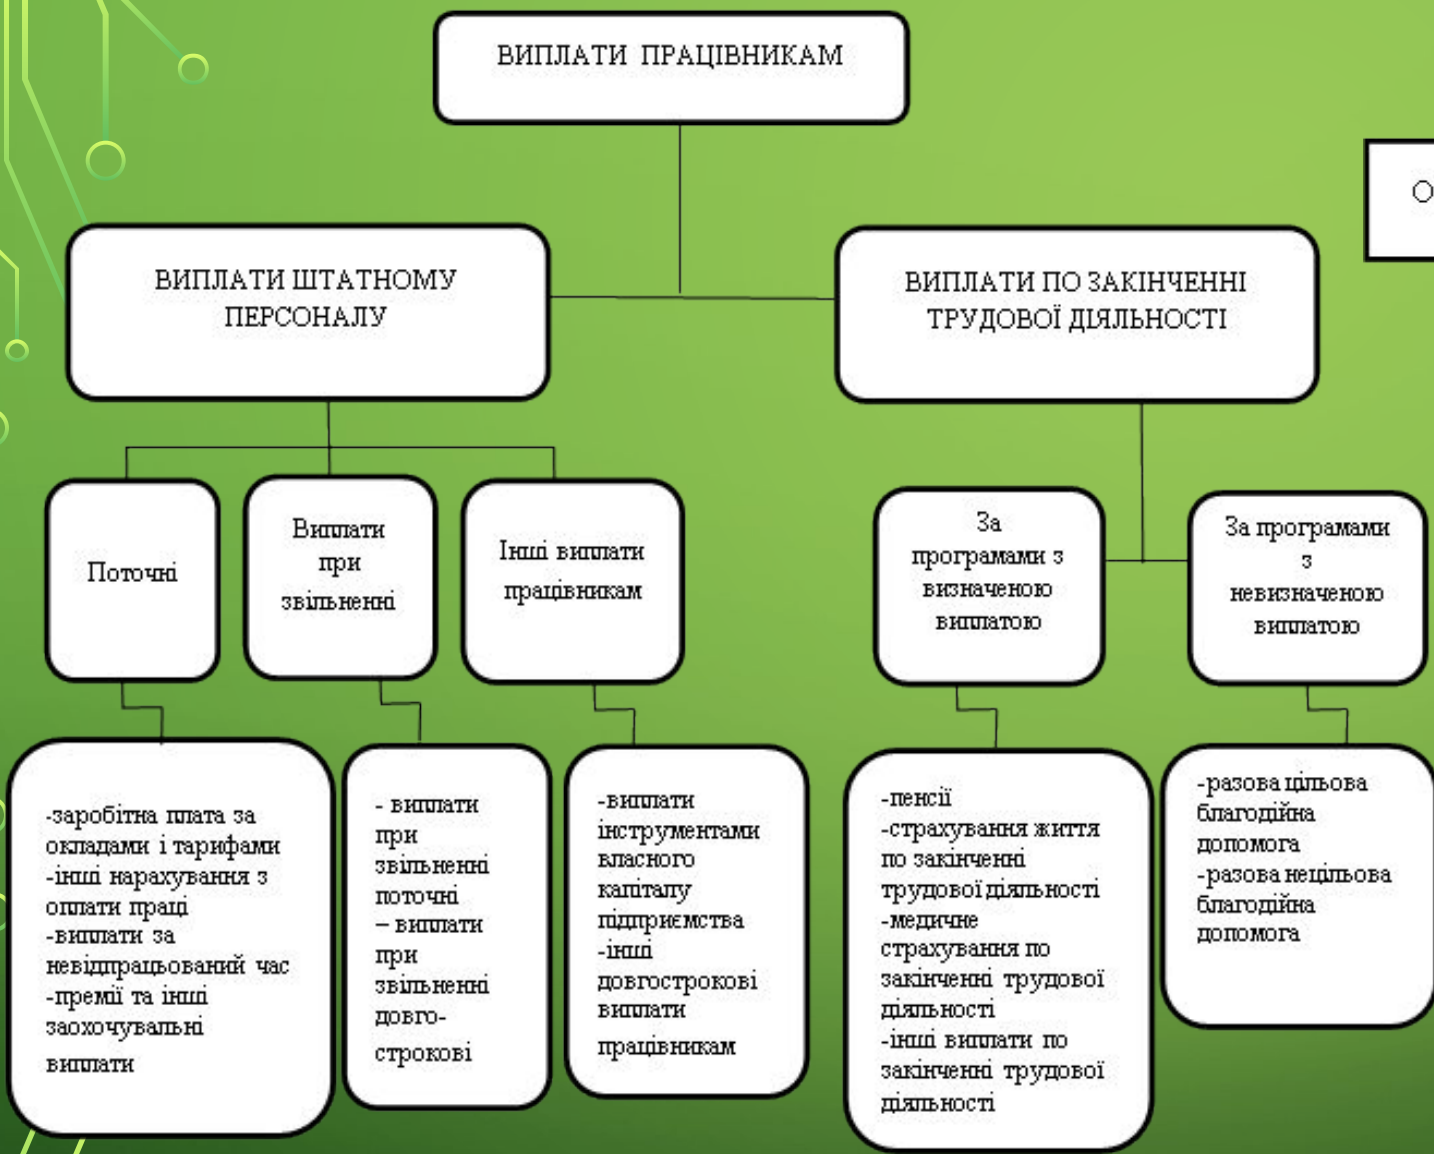 ВИПЛАТИ ПРАЦІВНИКАМ
О
ВИПЛАТИ ШТАТНОМУ
ПЕРСОНАЛУ
ВИПЛАТИ ПО ЗАКІНЧЕННІ
ТРУДОВОЇ ДІЯЛЬНОСТІ
Поточні
Виплати
при
звільненні
Інші виплати
працівникам
За
програмами з
визначеною
виплатою
За програмами
з
невизначеною
виплатою
-заробітна плата за
окладами і тарифами
-інші нарахування з
оплати праці
-виплати за
невідпрацьований час
-премії та інші
заохочувальні
виплати
- виплати
при
звільненні
поточні
– виплати
при
звільненні
довго-
строкові
-виплати
інструментами
власного
капіталу
підприємства
-інші
довгострокові
виплати
працівникам
-пенсії
-страхування життя
по закінченні
трудової діяльності
-медичне
страхування по
закінченні трудової
діяльності
-інші виплати по
закінченні трудової
діяльності
-разова цільова
благодійна
допомога
-разова нецільова
благодійна
допомога